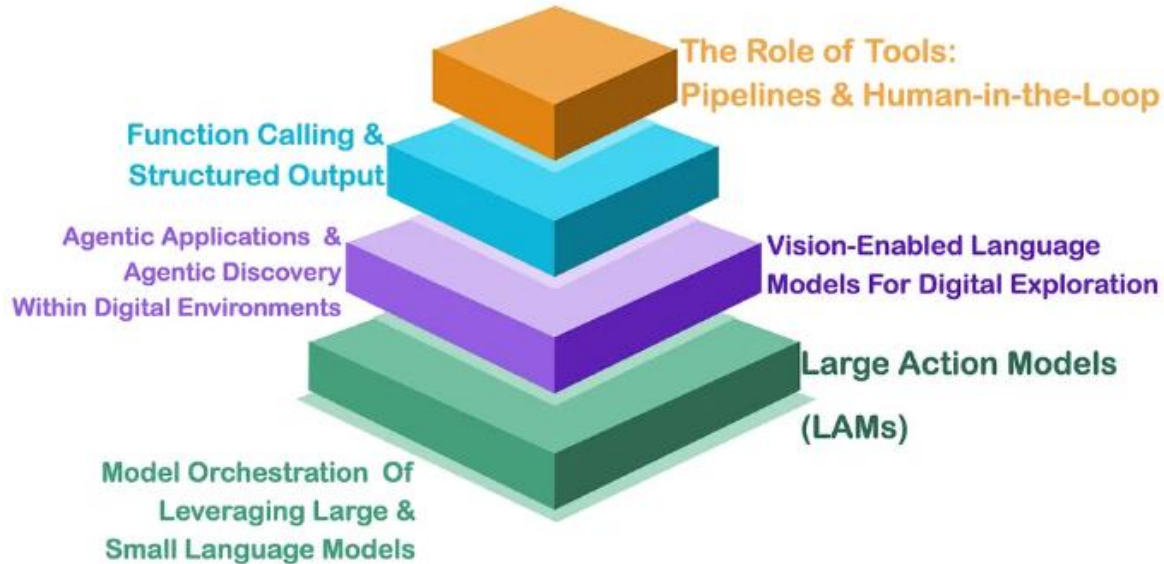 The Role of Tools:
Pipelines & Human-in-the-Loop
Function Calling &
Structured Output
Agentic Applications &
Agentic Discovery
Within Digital Environments
Vision-Enabled Language
Models For Digital Exploration
Large Action Models
(LAMs)
Model Orchestration Of
Leveraging Large &
Small Language Models